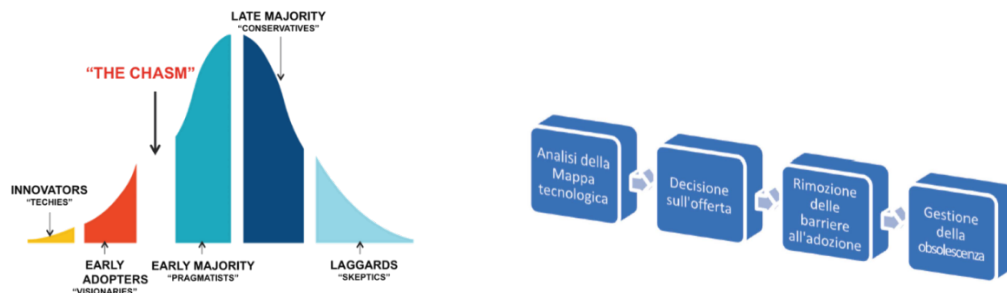 LATE MAJORITY
"CONSERVATIVES"
"THE CHASM"
INNOVATORS
"TECHIES"
EARLY
ADOPTERS
"VISIONARIES"
EARLY MAJORITY
"PRAGMATISTS"
LAGGARDS
"SKEPTICS"
Analisi della
Mappa
tecnologica
Decisione
sull'offerta
Rimozione
delle
barriere
all'adozione
Gestione
della
obsolescenza